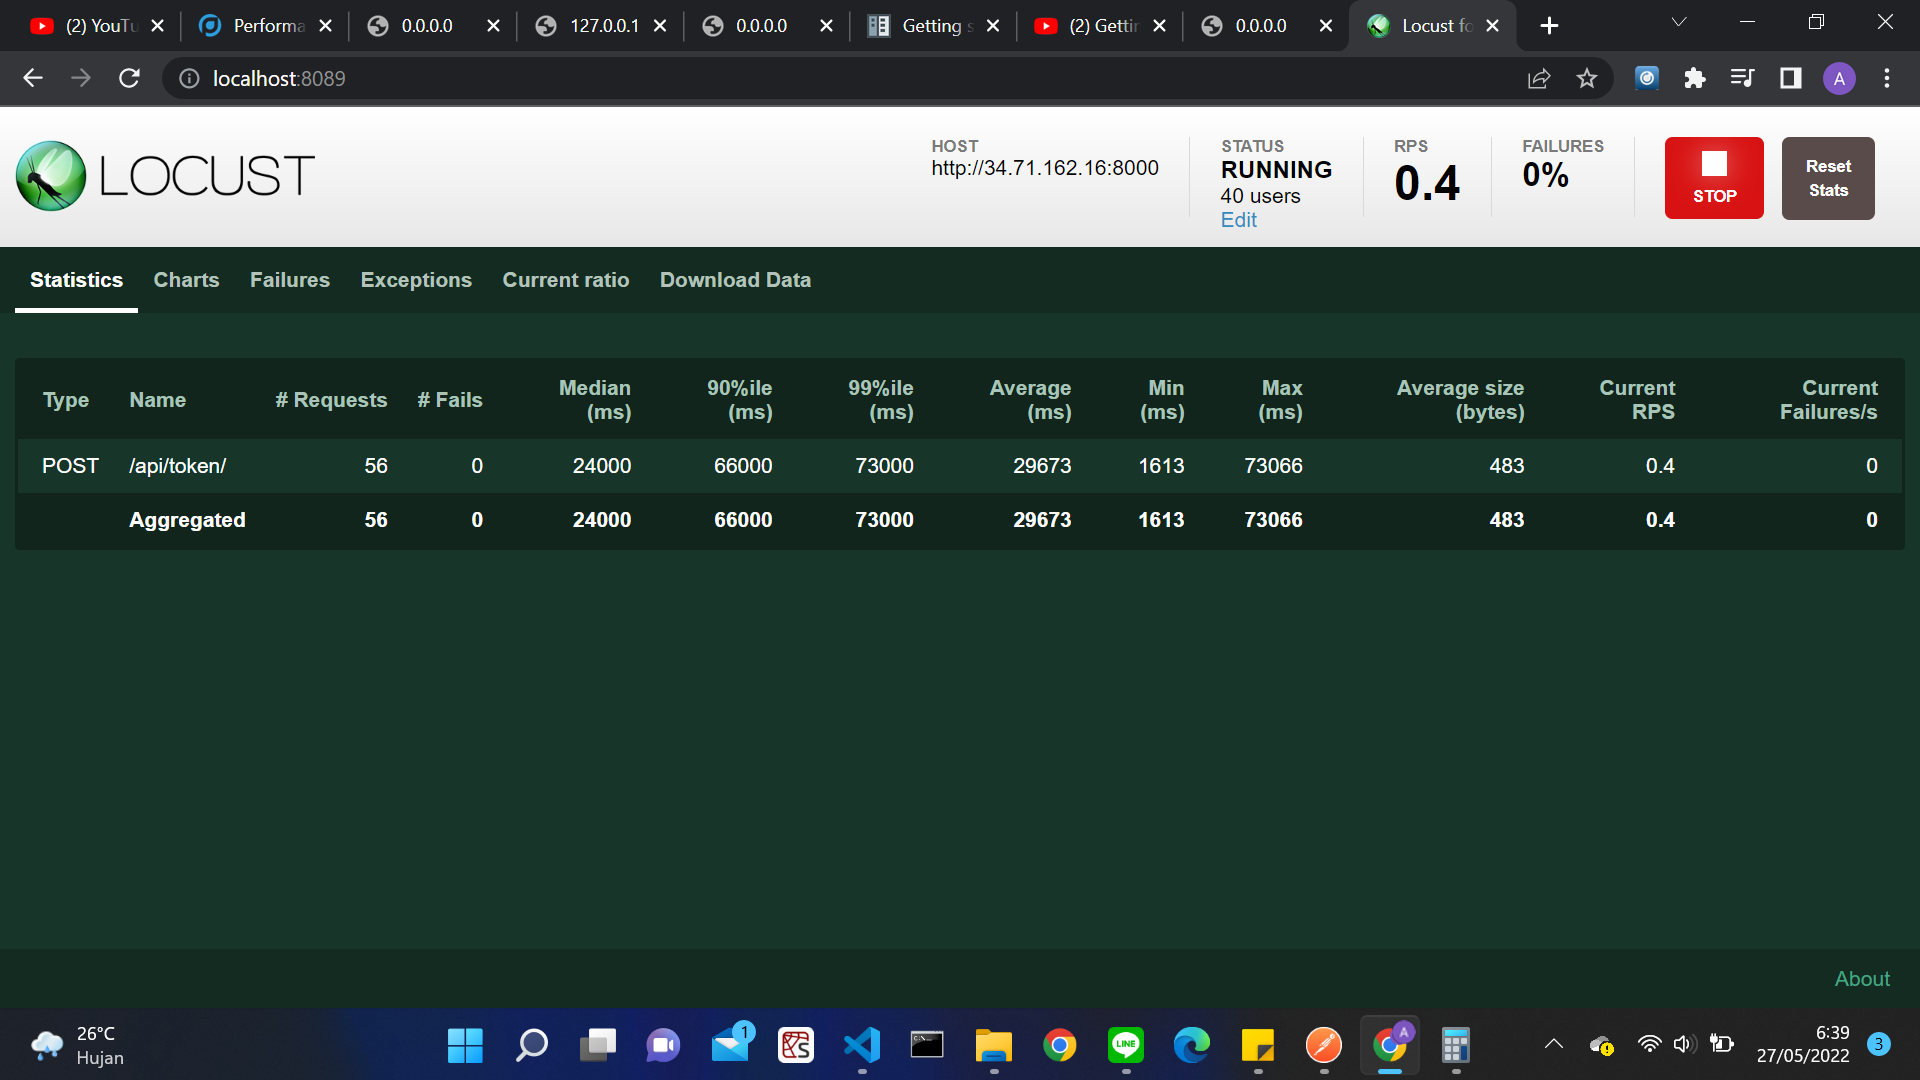 (2) YouTu
Performa
0.0.0.0
127.0.0.1
0.0.0.0
Getting s
(2) Gettin
0.0.0.0
Locust fo
localhost:8089
A
LOCUST
HOST
http://34.71.162.16:8000
STATUS
RUNNING
40 users
Edit
RPS
0.4
FAILURES
0%
STOP
Reset
Stats
Statistics Charts Failures Exceptions Current ratio Download Data
Type Name # Requests # Fails Median (ms) 90%ile (ms) 99%ile (ms) Average (ms) Min (ms) Max (ms) Average size (bytes) Current RPS Current Failures/s
POST /api/token/ 56 0 24000 66000 73000 29673 1613 73066 483 0.4 0
Aggregated 56 0 24000 66000 73000 29673 1613 73066 483 0.4 0
About
26°C
Hujan
1
LINE
A
6:39
27/05/2022
3